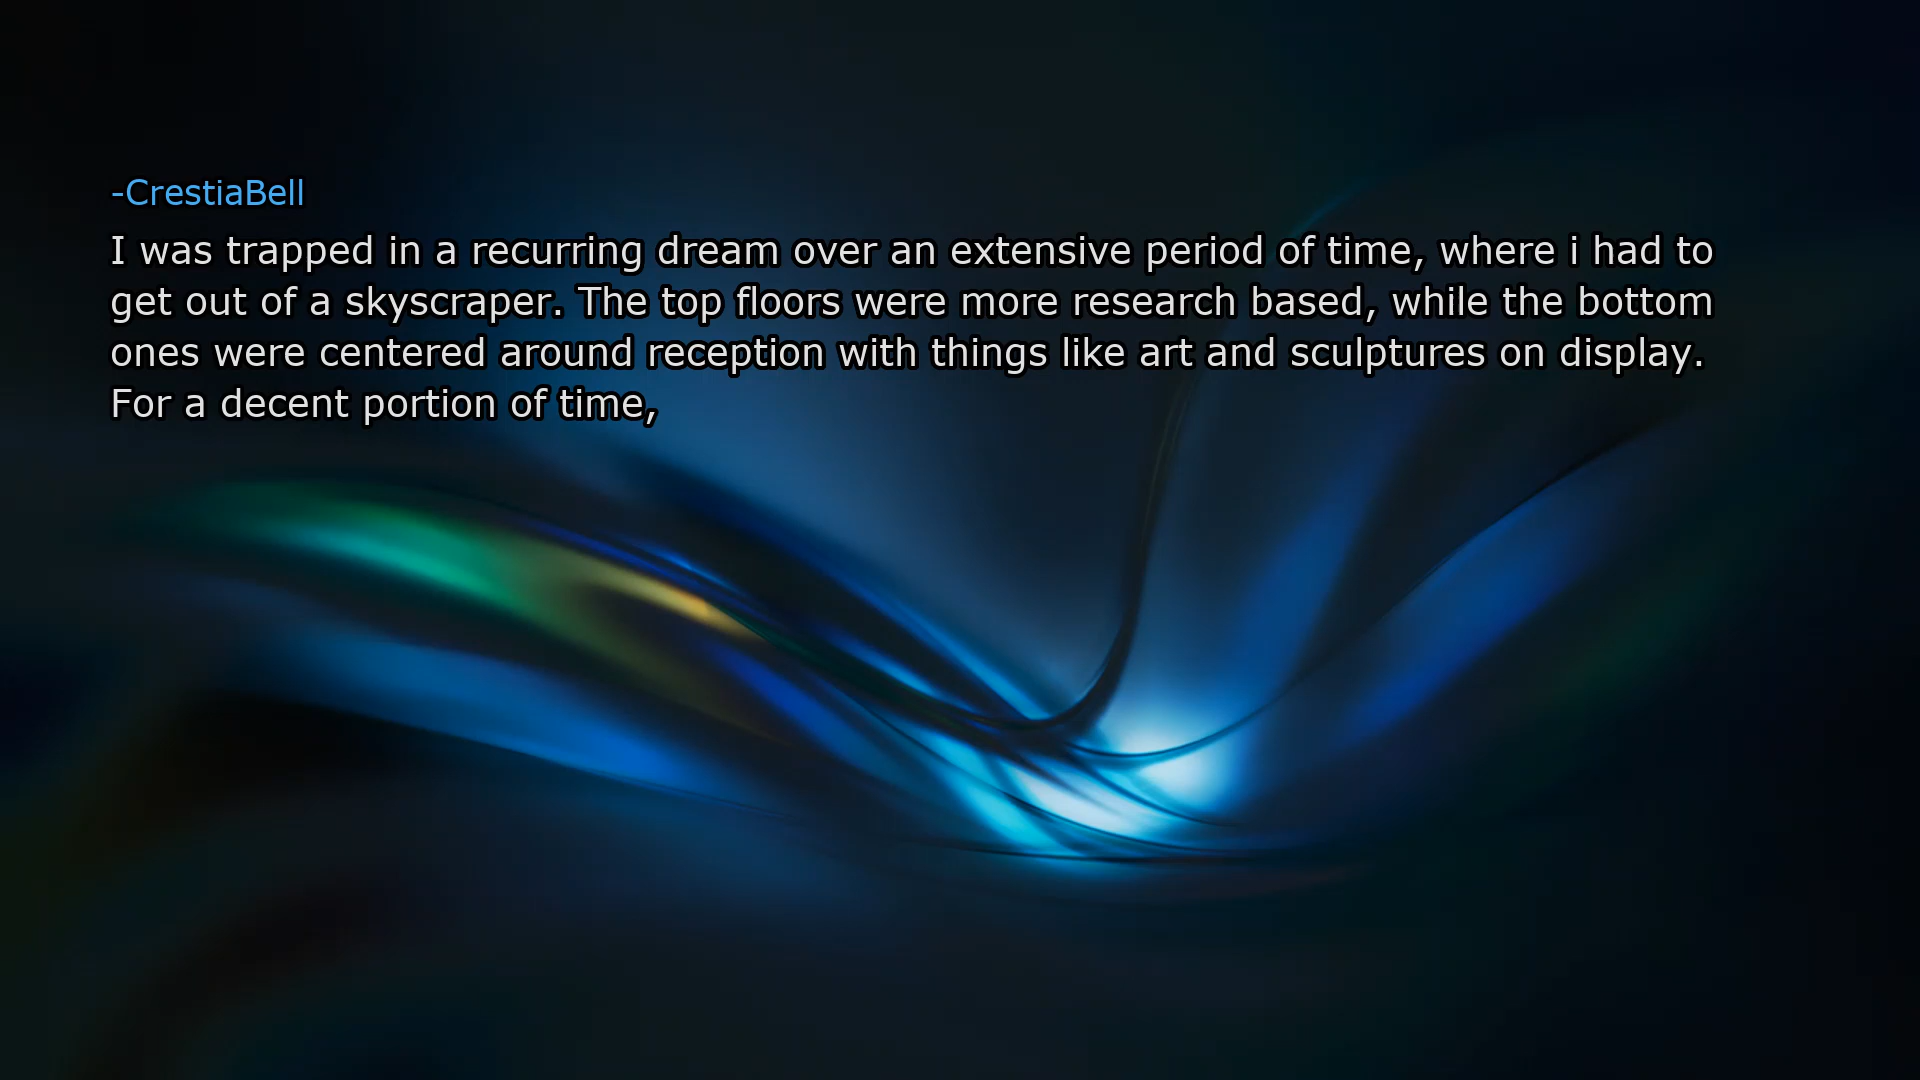 -CrestiaBell
I was trapped in a recurring dream over an extensive period of time, where i had to
get out of a skyscraper. The top floors were more research based, while the bottom
ones were centered around reception with things like art and sculptures on display.
For a decent portion of time,